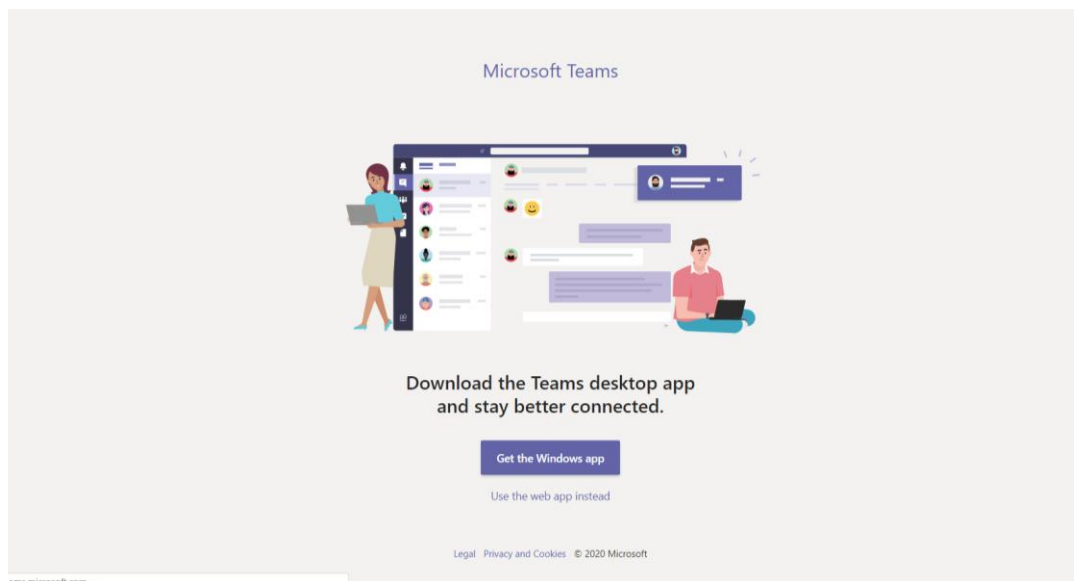 Microsoft Teams
Download the Teams desktop app
and stay better connected.
Get the Windows app
Use the web app instead
Legal Privacy and Cookies © 2020 Microsoft